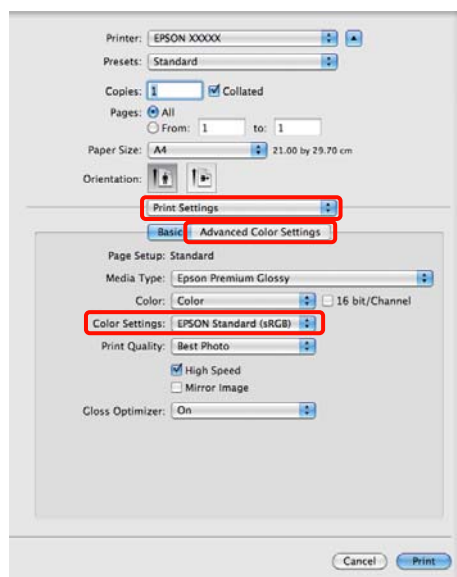 Printer: EPSON XXXXX
Presets: Standard
Copies: 1 Collated
Pages: All
From: 1 to: 1
Paper Size: A4 21.00 by 29.70 cm
Orientation:
Print Settings
Basic Advanced Color Settings
Page Setup: Standard
Media Type: Epson Premium Glossy
Color: Color 16 bit/Channel
Color Settings: EPSON Standard (sRGB)
Print Quality: Best Photo
High Speed
Mirror Image
Gloss Optimizer: On
Cancel Print